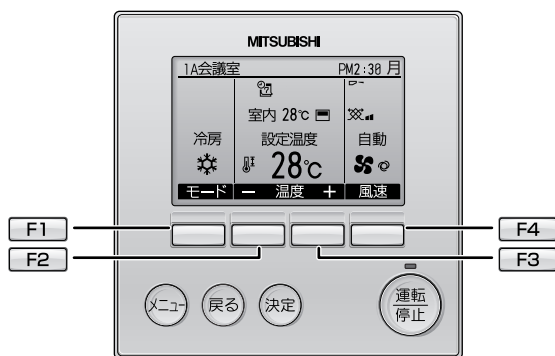 MITSUBISHI
1A会議室 PM2:30 月
室内 28℃
冷房 設定温度 自動
28℃
モード － 温度 ＋ 風速
F1
F4
F2
F3
メニュー 戻る 決定
運転
停止